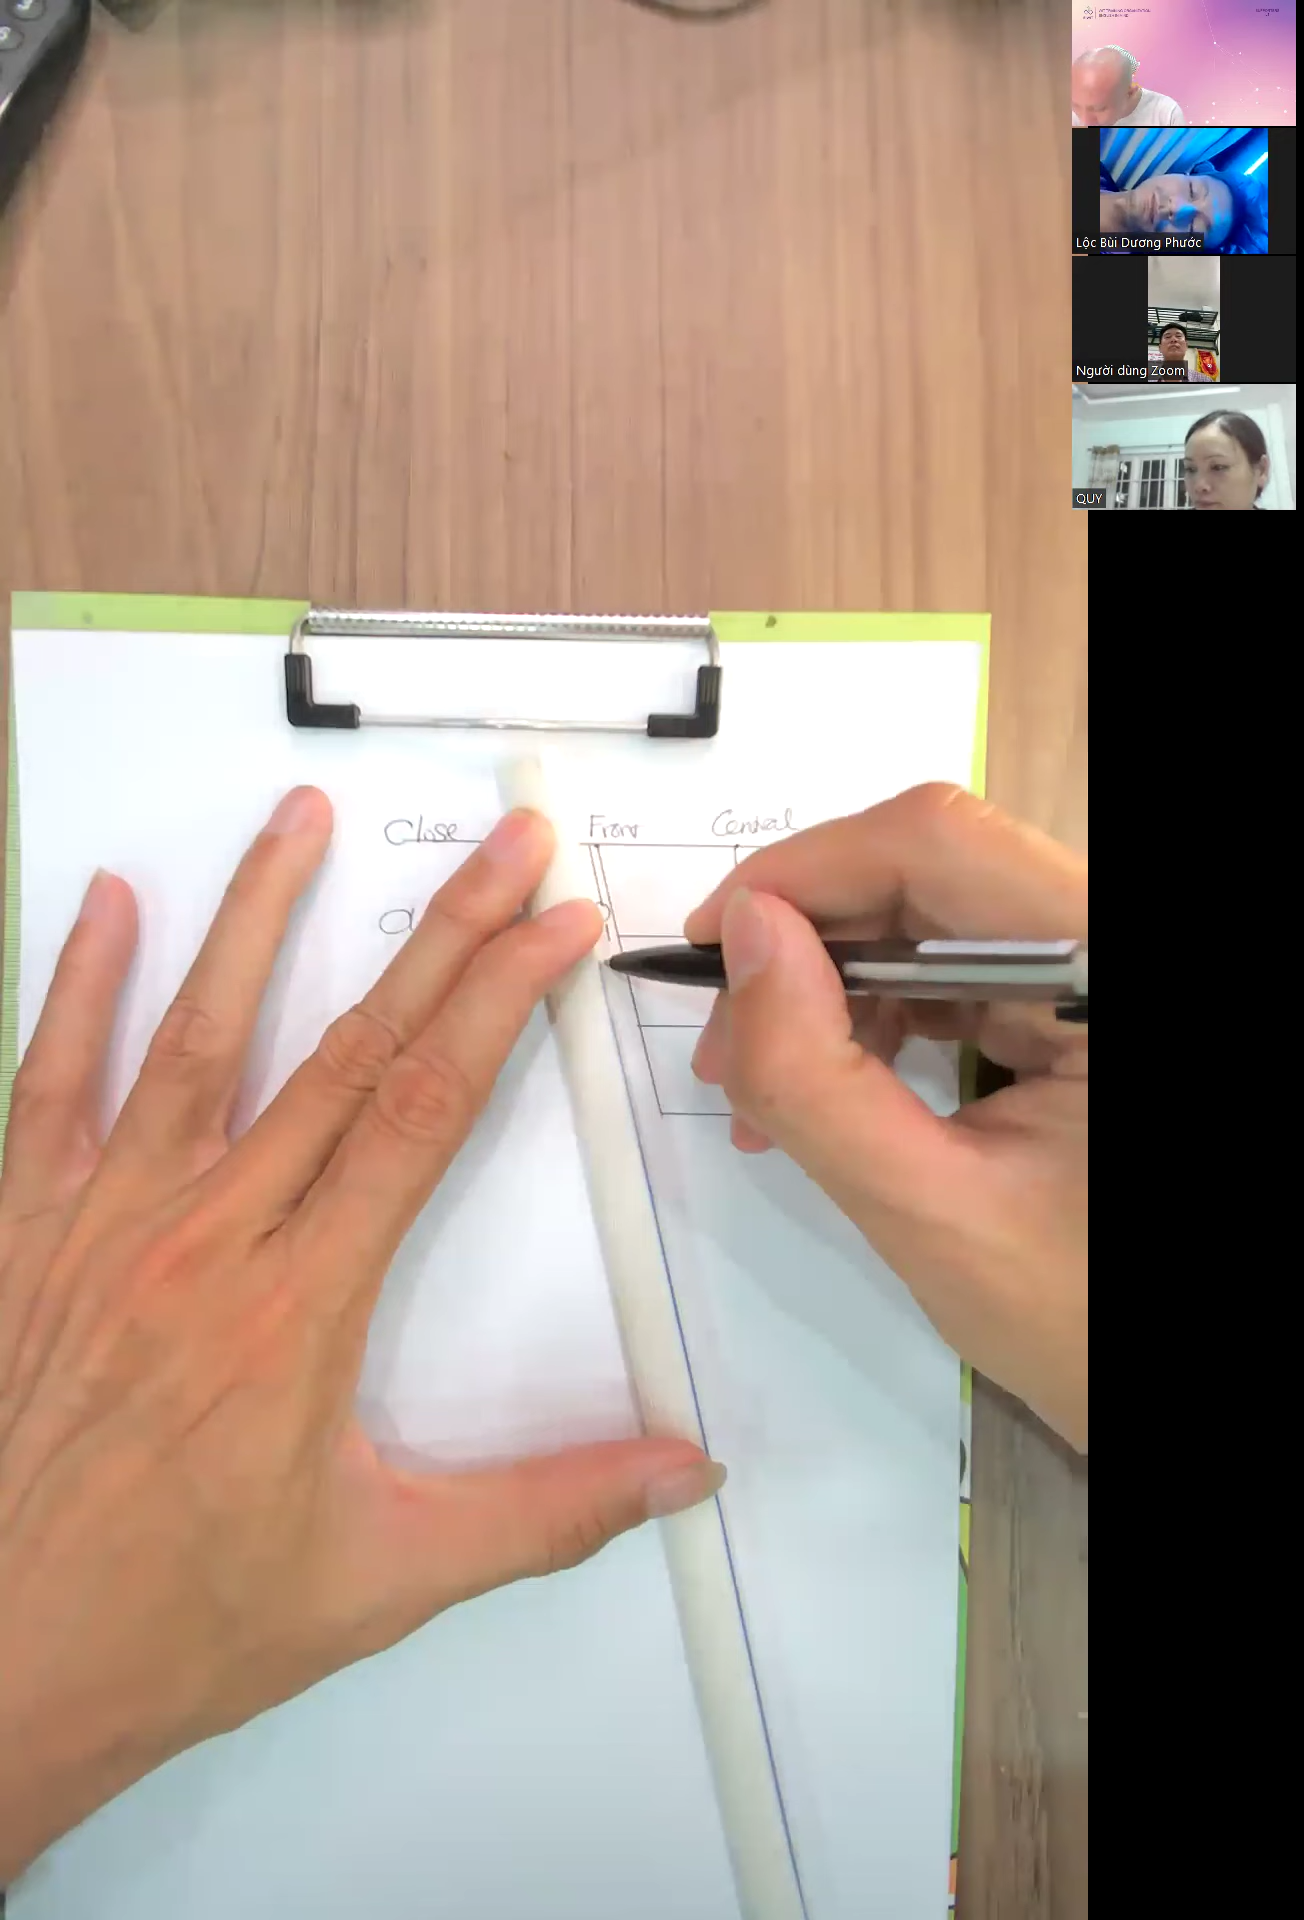 Lộc Bùi Dương Phước
Người dùng Zoom
QUY
Close Front Central